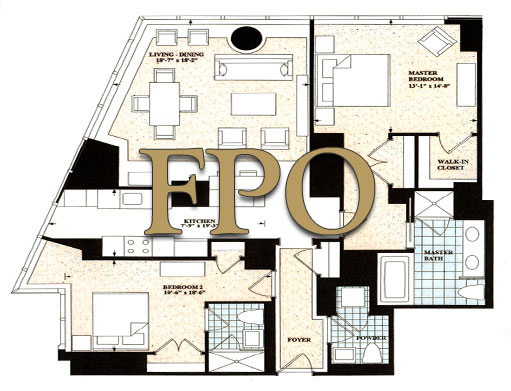 LIVING - DINING
18'-7" x 18'-2"
MASTER
BEDROOM
13'-1" x 14'-8"
WALK-IN
CLOSET
FPO
KITCHEN
7'-9" x 19'-3"
MASTER
BATH
BEDROOM 2
10'-6" x 18'-6"
FOYER
POWDER